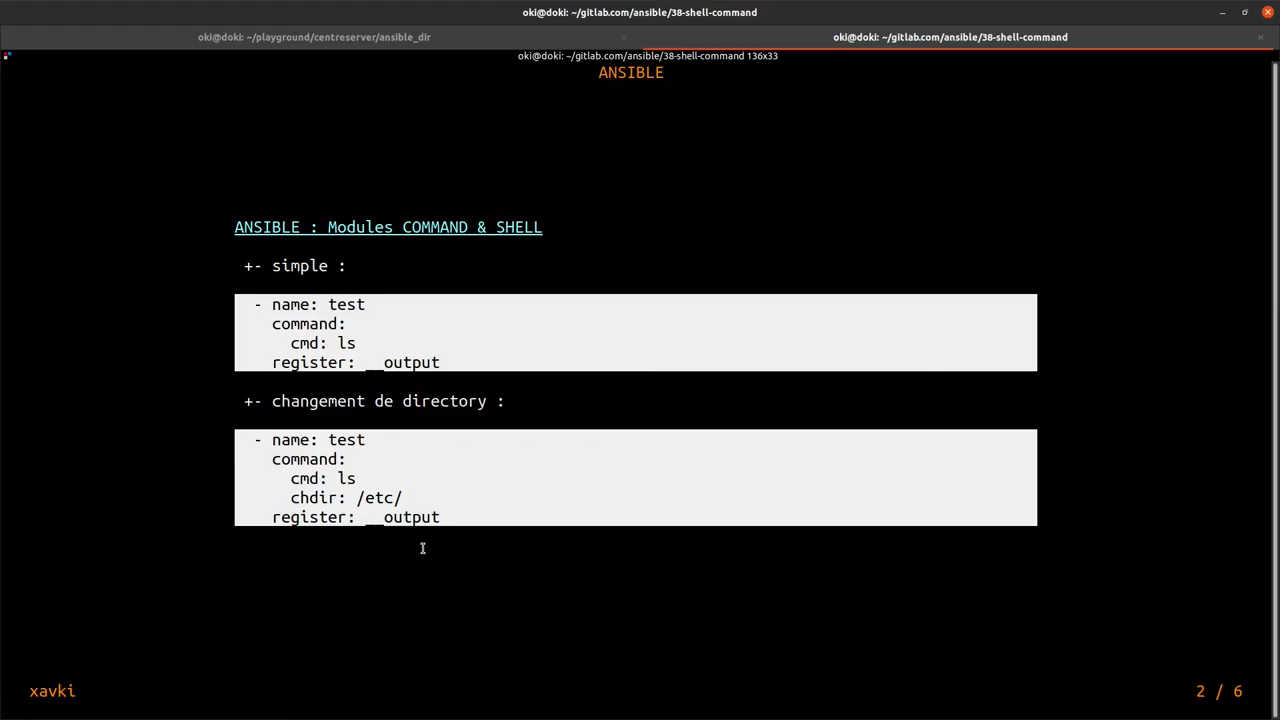 oki@doki: ~/gitlab.com/ansible/38-shell-command
oki@doki: ~/playground/centreserver/ansible_dir
oki@doki: ~/gitlab.com/ansible/38-shell-command
oki@doki: ~/gitlab.com/ansible/38-shell-command 136x33
ANSIBLE
ANSIBLE : Modules COMMAND & SHELL
+- simple :
- name: test
command:
cmd: ls
register: __output
+- changement de directory :
- name: test
command:
cmd: ls
chdir: /etc/
register: __output
xavki
2 / 6